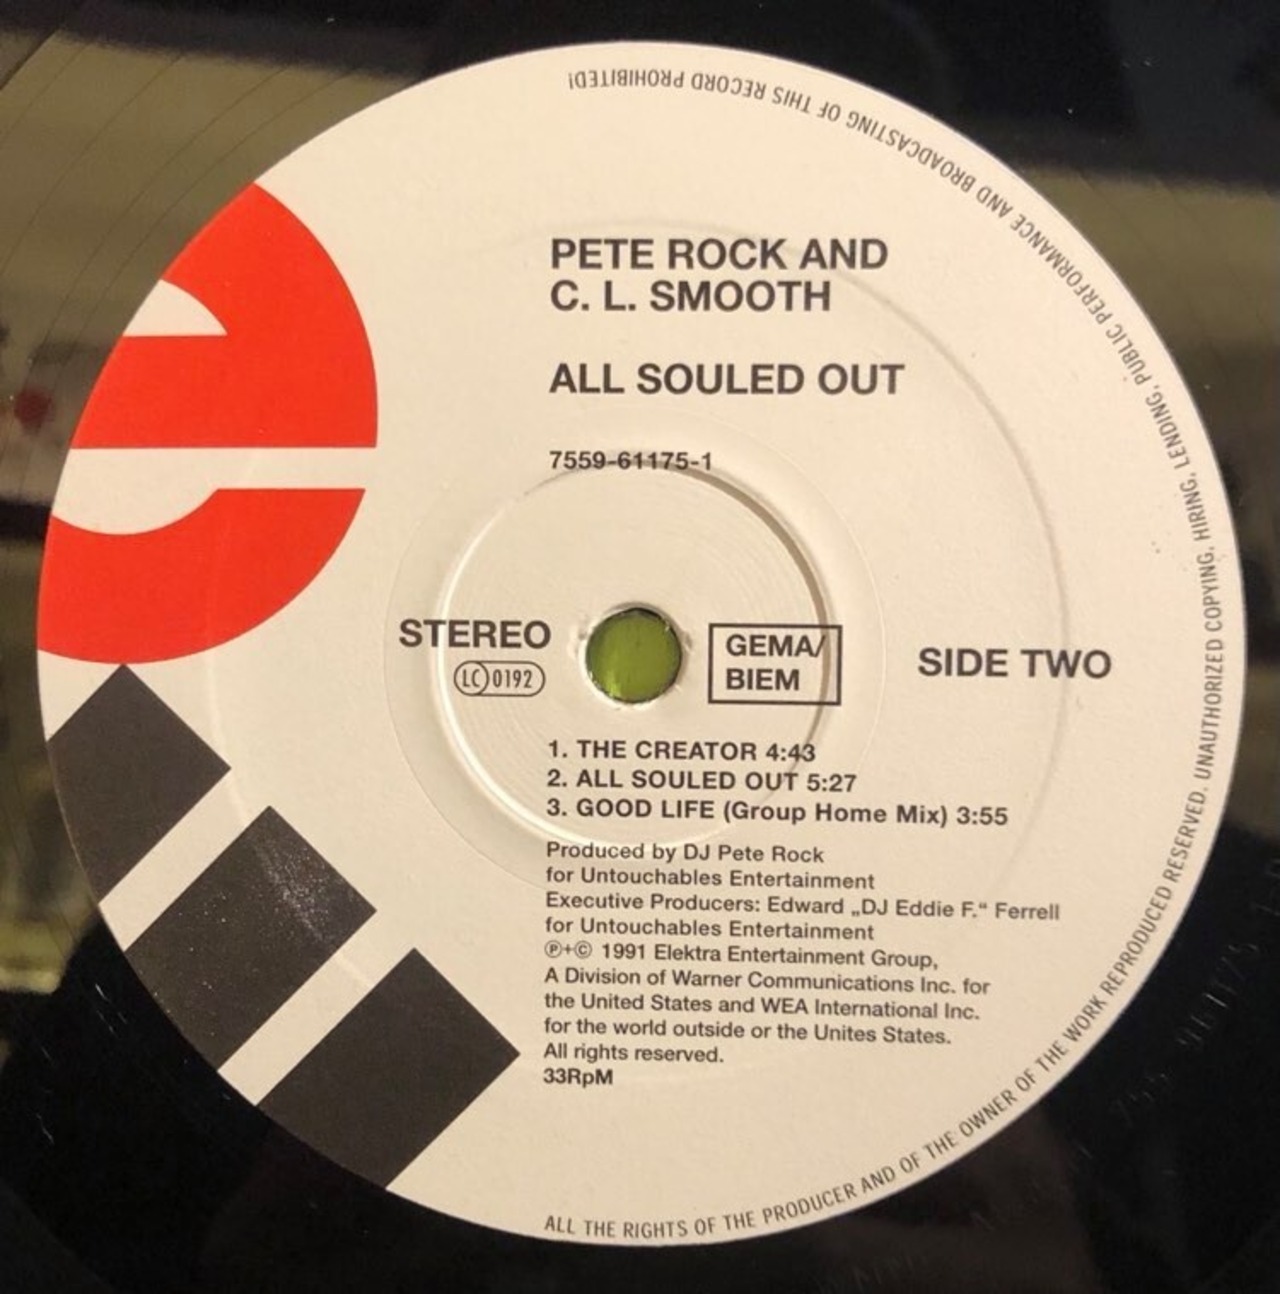 PETE ROCK AND
C. L. SMOOTH
ALL SOULED OUT
7559-61175-1
STEREO
LC 0192
GEMA/
BIEM
SIDE TWO
1. THE CREATOR 4:43
2. ALL SOULED OUT 5:27
3. GOOD LIFE (Group Home Mix) 3:55
Produced by DJ Pete Rock
for Untouchables Entertainment
Executive Producers: Edward „DJ Eddie F.“ Ferrell
for Untouchables Entertainment
℗+© 1991 Elektra Entertainment Group,
A Division of Warner Communications Inc. for
the United States and WEA International Inc.
for the world outside or the Unites States.
All rights reserved.
33RpM
ALL THE RIGHTS OF THE PRODUCER AND OF THE OWNER OF THE WORK REPRODUCED RESERVED. UNAUTHORIZED COPYING, HIRING, LENDING, PUBLIC PERFORMANCE AND BROADCASTING OF THIS RECORD PROHIBITED!